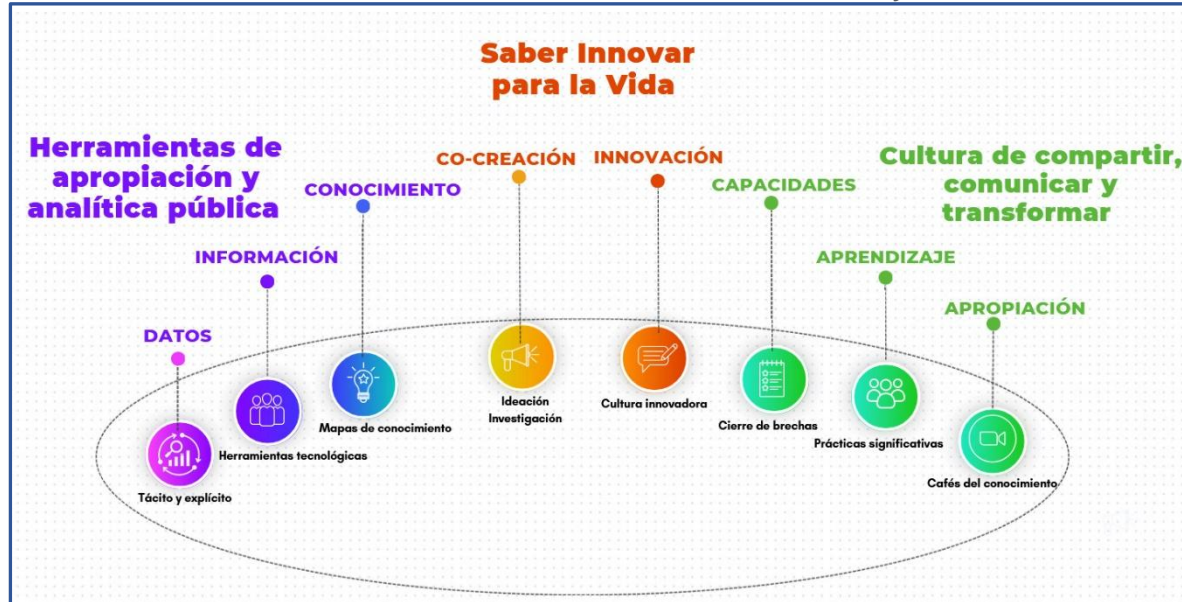 Saber Innovar
para la Vida
Herramientas de
apropiación y
analítica pública
Cultura de compartir,
comunicar y
transformar
DATOS
INFORMACIÓN
CONOCIMIENTO
CO-CREACIÓN
INNOVACIÓN
CAPACIDADES
APRENDIZAJE
APROPIACIÓN
Tácito y explícito
Herramientas tecnológicas
Mapas de conocimiento
Ideación
Investigación
Cultura innovadora
Cierre de brechas
Prácticas significativas
Cafés del conocimiento